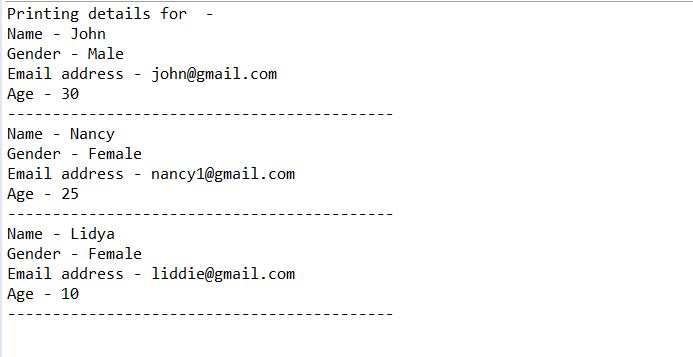 Printing details for  -
Name - John
Gender - Male
Email address - john@gmail.com
Age - 30
-------------------------------------------
Name - Nancy
Gender - Female
Email address - nancy1@gmail.com
Age - 25
-------------------------------------------
Name - Lidya
Gender - Female
Email address - liddie@gmail.com
Age - 10
-------------------------------------------